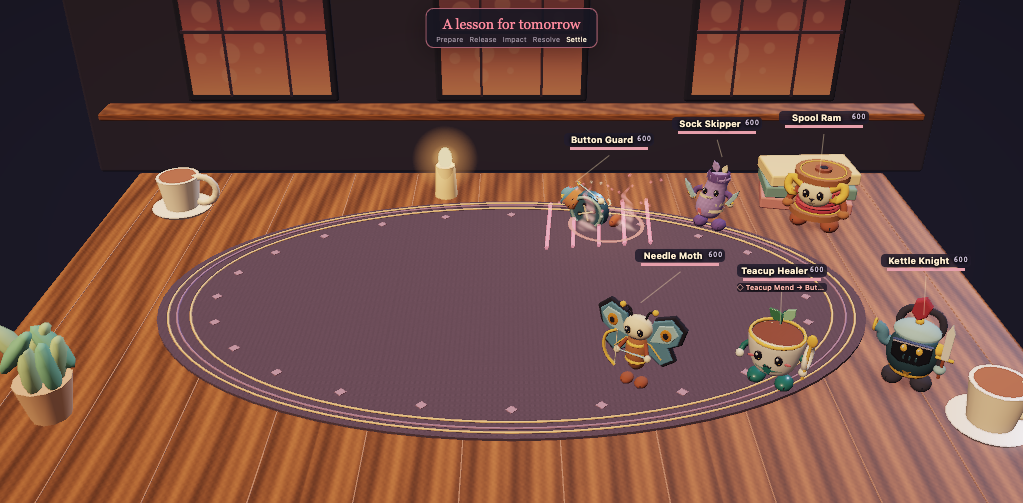 A lesson for tomorrow
Prepare Release Impact Resolve Settle
Sock Skipper 600
Spool Ram 600
Button Guard 600
Needle Moth 600
Teacup Healer 600
Teacup Mend → But...
Kettle Knight 600